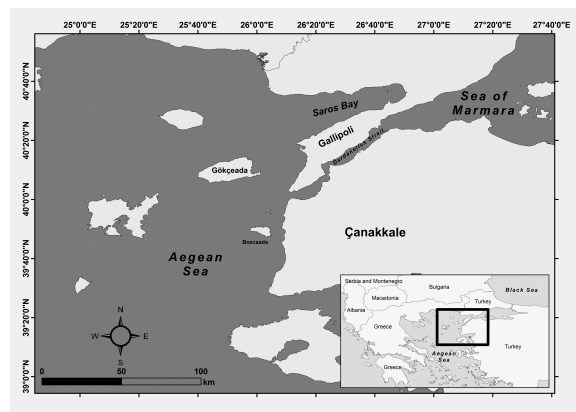 25°0'0"E 25°20'0"E 25°40'0"E 26°0'0"E 26°20'0"E 26°40'0"E 27°0'0"E 27°20'0"E 27°40'0"E
40°40'0"N
40°20'0"N
40°0'0"N
39°40'0"N
39°20'0"N
39°0'0"N
Saros Bay
Sea of
Marmara
Gallipoli
Dardanelles Strait
Gökçeada
Bozcaada
Çanakkale
Aegean
Sea
N
W E
S
0 50 100
km
Serbia and Montenegro
Bulgaria
Black Sea
Macedonia
Turkey
Albania
Greece
Turkey
Aegean
Sea
Greece